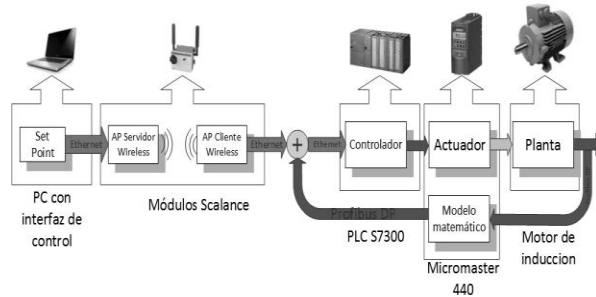 Set
Point
Ethernet
AP Servidor
Wireless
AP Cliente
Wireless
Ethernet
+
Ethernet
Controlador
Actuador
Planta
PC con
interfaz de
control
Módulos Scalance
Profibus DP
PLC S7300
Modelo
matemático
Micromaster
440
Motor de
induccion